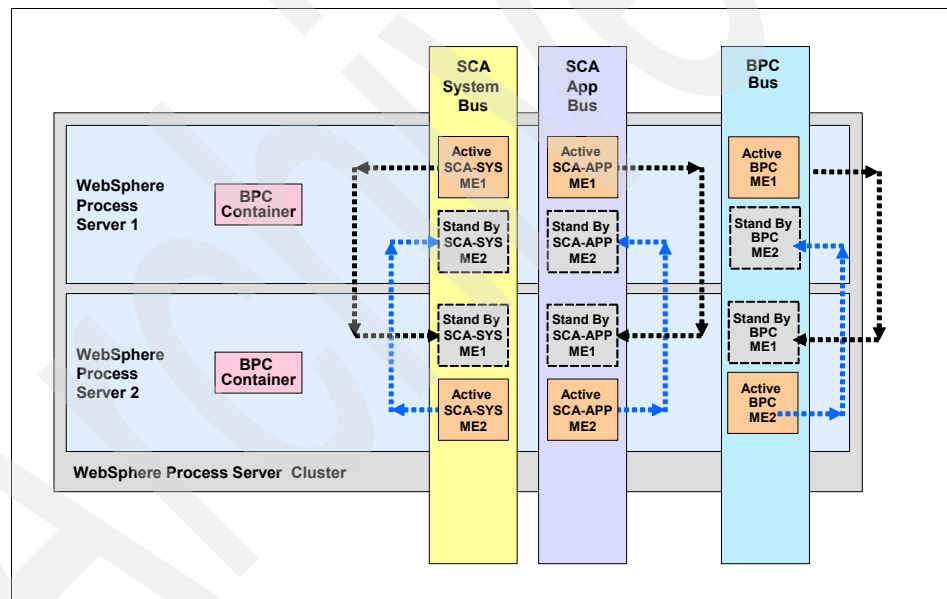 SCA
System
Bus
SCA
App
Bus
BPC
Bus
WebSphere
Process
Server 1
BPC
Container
Active
SCA-SYS
ME1
Active
SCA-APP
ME1
Active
BPC
ME1
Stand By
SCA-SYS
ME2
Stand By
SCA-APP
ME2
Stand By
BPC
ME2
WebSphere
Process
Server 2
BPC
Container
Stand By
SCA-SYS
ME1
Stand By
SCA-APP
ME1
Stand By
BPC
ME1
Active
SCA-SYS
ME2
Active
SCA-APP
ME2
Active
BPC
ME2
WebSphere Process Server Cluster